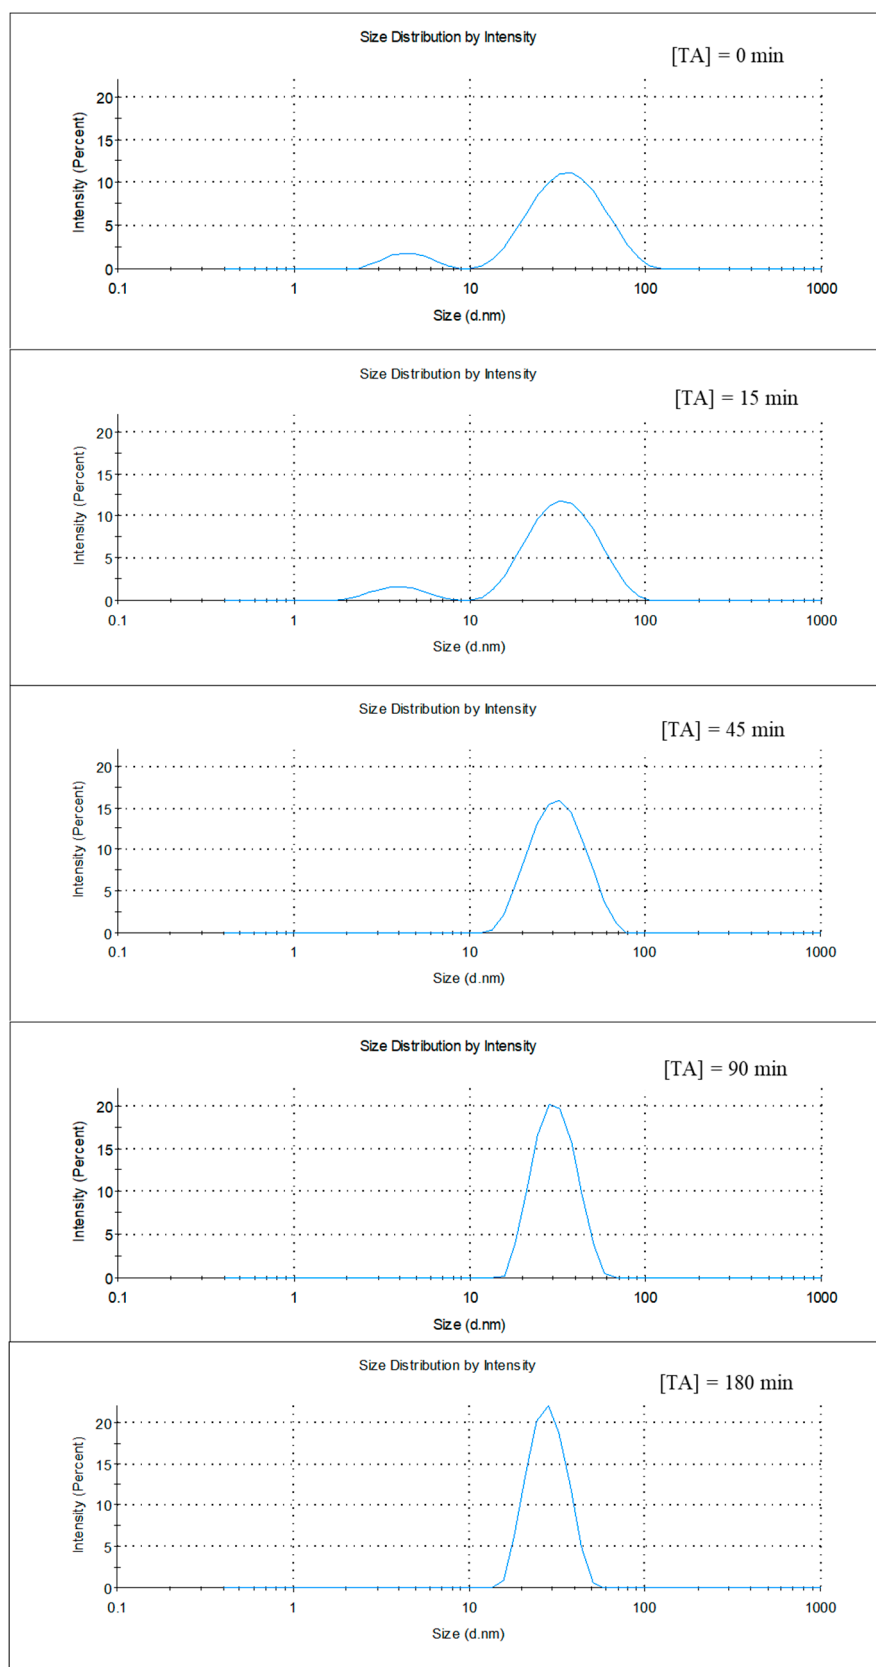 Size Distribution by Intensity
[TA] = 0 min
20
15
10
5
0
Intensity (Percent)
0.1 1 10 100 1000
Size (d.nm)
Size Distribution by Intensity
[TA] = 15 min
20
15
10
5
0
Intensity (Percent)
0.1 1 10 100 1000
Size (d.nm)
Size Distribution by Intensity
[TA] = 45 min
20
15
10
5
0
Intensity (Percent)
0.1 1 10 100 1000
Size (d.nm)
Size Distribution by Intensity
[TA] = 90 min
20
15
10
5
0
Intensity (Percent)
0.1 1 10 100 1000
Size (d.nm)
Size Distribution by Intensity
[TA] = 180 min
20
15
10
5
0
Intensity (Percent)
0.1 1 10 100 1000
Size (d.nm)